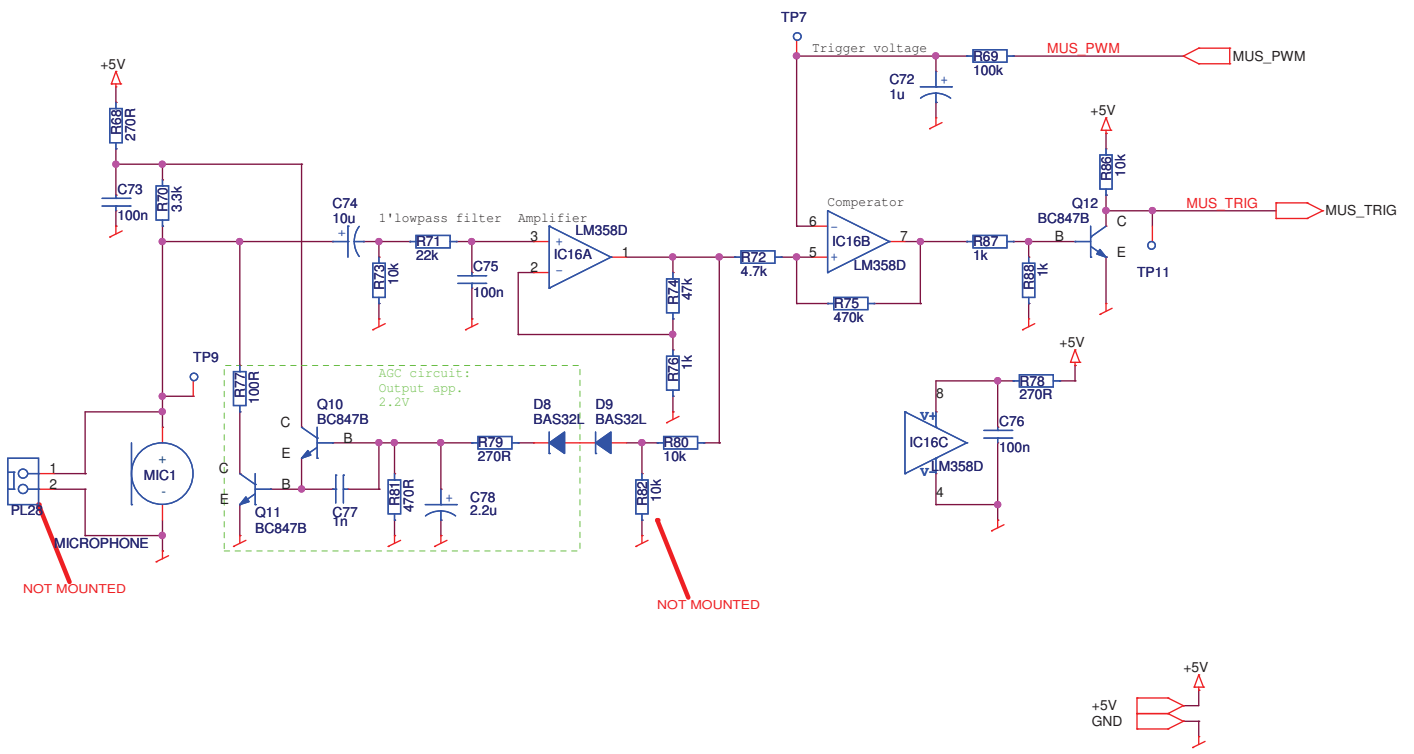 TP7
Trigger voltage
R69
100k
MUS_PWM
MUS_PWM
+5V
C72
1u
+
R68
270R
+5V
R86
10k
C73
100n
R70
3.3k
C74
10u
+
1'lowpass filter
Amplifier
LM358D
Comperator
Q12
BC847B
C
MUS_TRIG
MUS_TRIG
R71
22k
3
+
IC16A
1
2
−
6
−
IC16B
7
5
+
LM358D
R87
1k
B
E
TP11
R72
4.7k
R73
10k
C75
100n
R74
47k
R88
1k
R75
470k
TP9
R76
1k
+5V
R77
100R
AGC circuit:
Output app.
2.2V
R78
270R
8
V+
IC16C
C76
100n
LM358D
V-
4
Q10
BC847B
C
B
E
D8
BAS32L
D9
BAS32L
R79
270R
R80
10k
1
2
PL28
+
MIC1
-
C
E
B
Q11
BC847B
C77
1n
R81
470R
+
C78
2.2u
R82
10k
MICROPHONE
NOT MOUNTED
NOT MOUNTED
+5V
+5V
GND